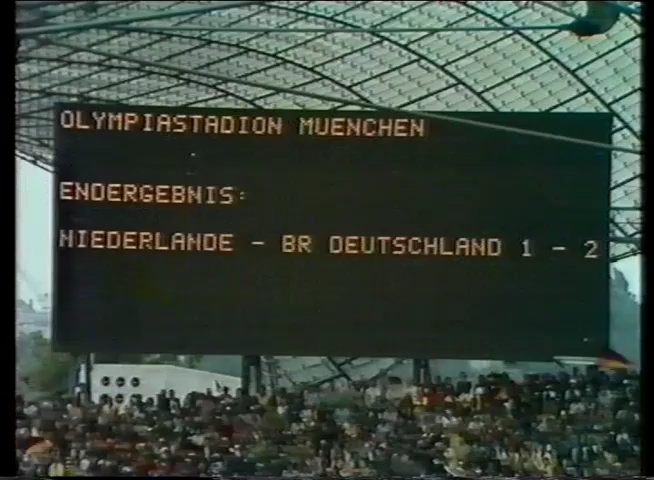 OLYMPIASTADION MUENCHEN
ENDERGEBNIS:
NIEDERLANDE - BR DEUTSCHLAND 1 - 2